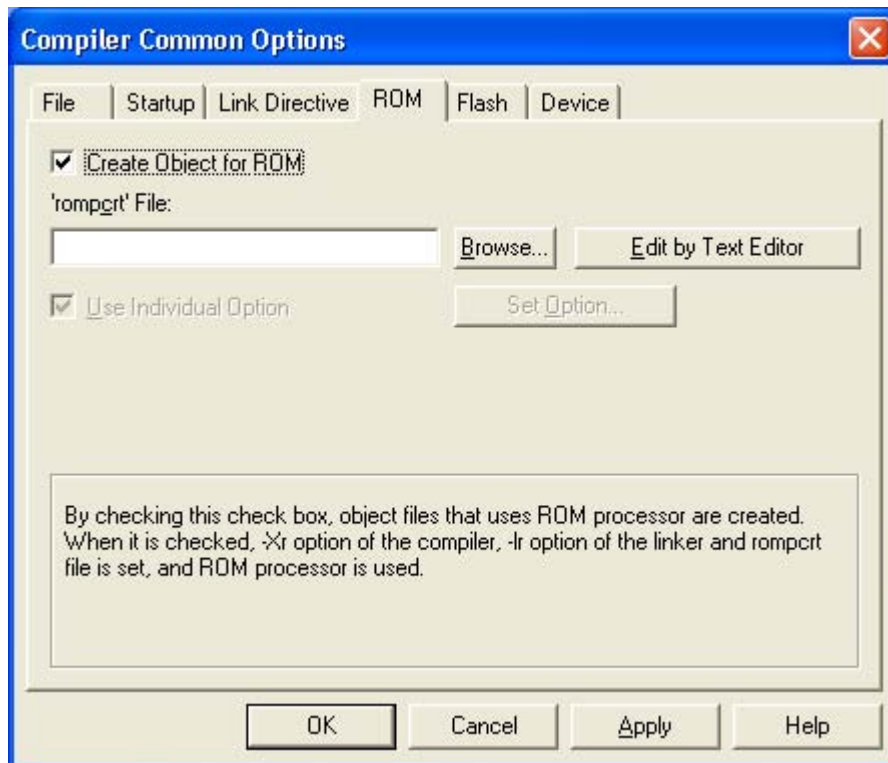 Compiler Common Options
File Startup Link Directive ROM Flash Device
Create Object for ROM
'rompcrt' File:
Browse... Edit by Text Editor
Use Individual Option Set Option...
By checking this check box, object files that uses ROM processor are created.
When it is checked, -Xr option of the compiler, -lr option of the linker and rompcrt
file is set, and ROM processor is used.
OK Cancel Apply Help